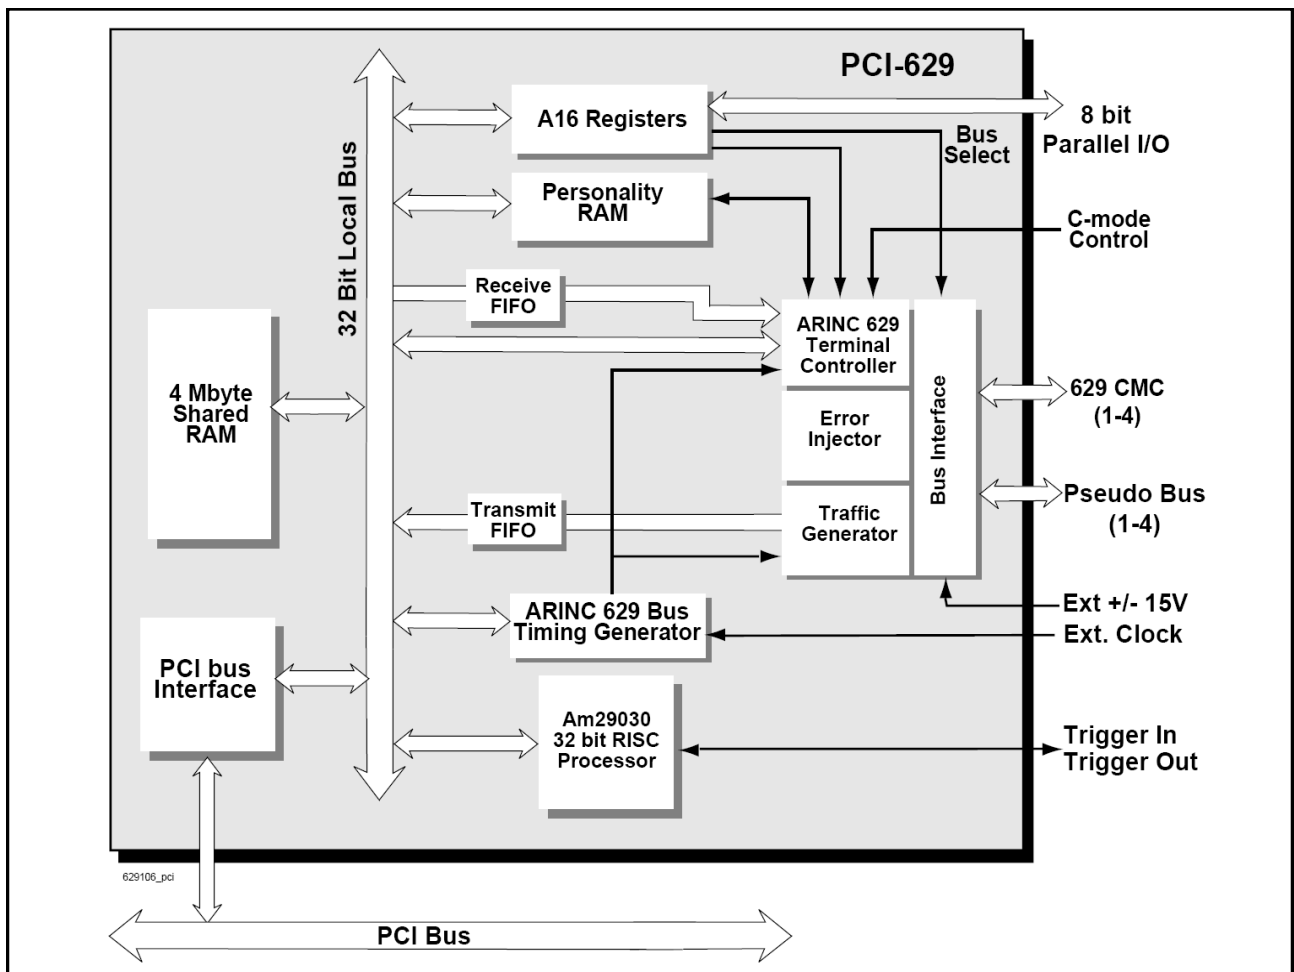 PCI-629
A16 Registers
8 bit
Parallel I/O
Bus
Select
Personality
RAM
C-mode
Control
32 Bit Local Bus
Receive
FIFO
ARINC 629
Terminal
Controller
4 Mbyte
Shared
RAM
Error
Injector
Bus Interface
629 CMC
(1-4)
Transmit
FIFO
Traffic
Generator
Pseudo Bus
(1-4)
ARINC 629 Bus
Timing Generator
Ext +/- 15V
Ext. Clock
PCI bus
Interface
Am29030
32 bit RISC
Processor
Trigger In
Trigger Out
629106_pci
PCI Bus